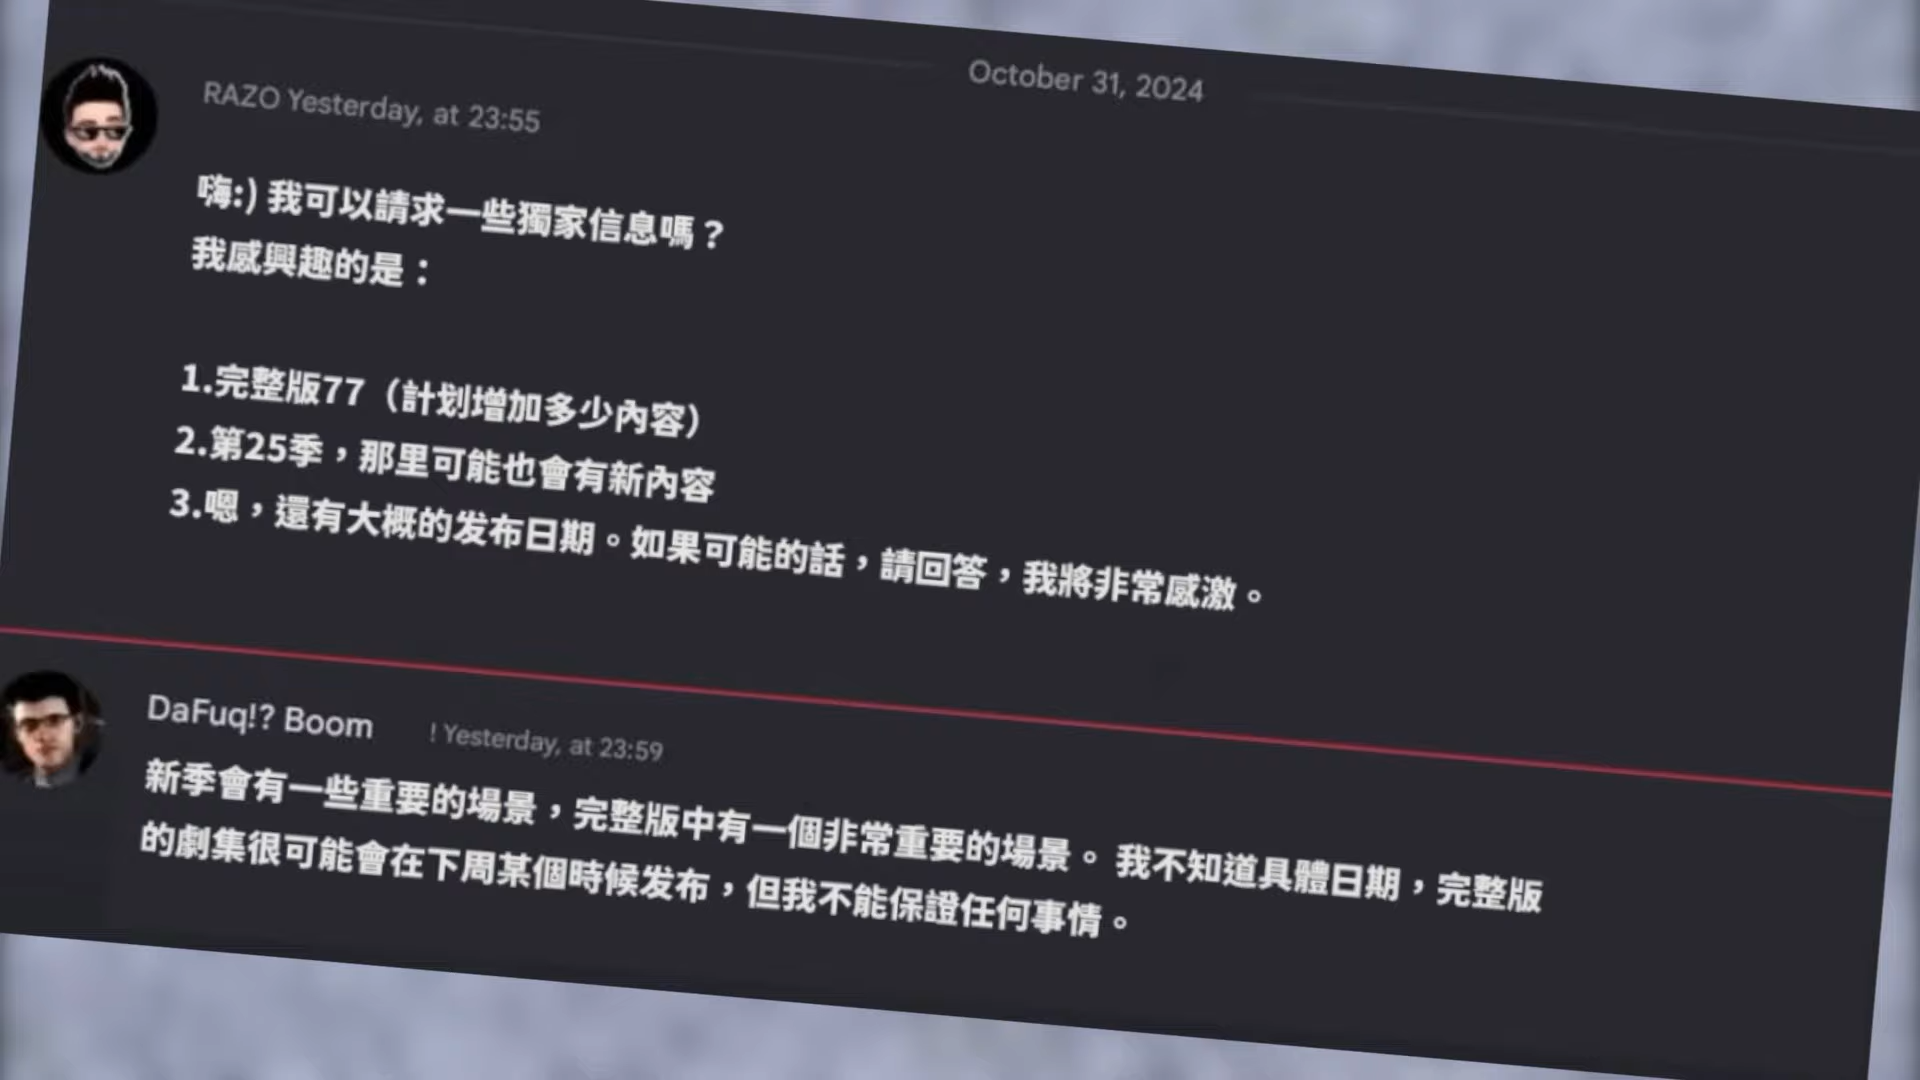 October 31, 2024
RAZO Yesterday, at 23:55
嗨:) 我可以請求一些獨家信息嗎？
我感興趣的是：
1.完整版77（計划增加多少內容）
2.第25季，那里可能也會有新內容
3.嗯，還有大概的发布日期。如果可能的話，請回答，我將非常感激。
DaFuq!? Boom ! Yesterday, at 23:59
新季會有一些重要的場景，完整版中有一個非常重要的場景。 我不知道具體日期，完整版
的劇集很可能會在下周某個時候发布，但我不能保證任何事情。